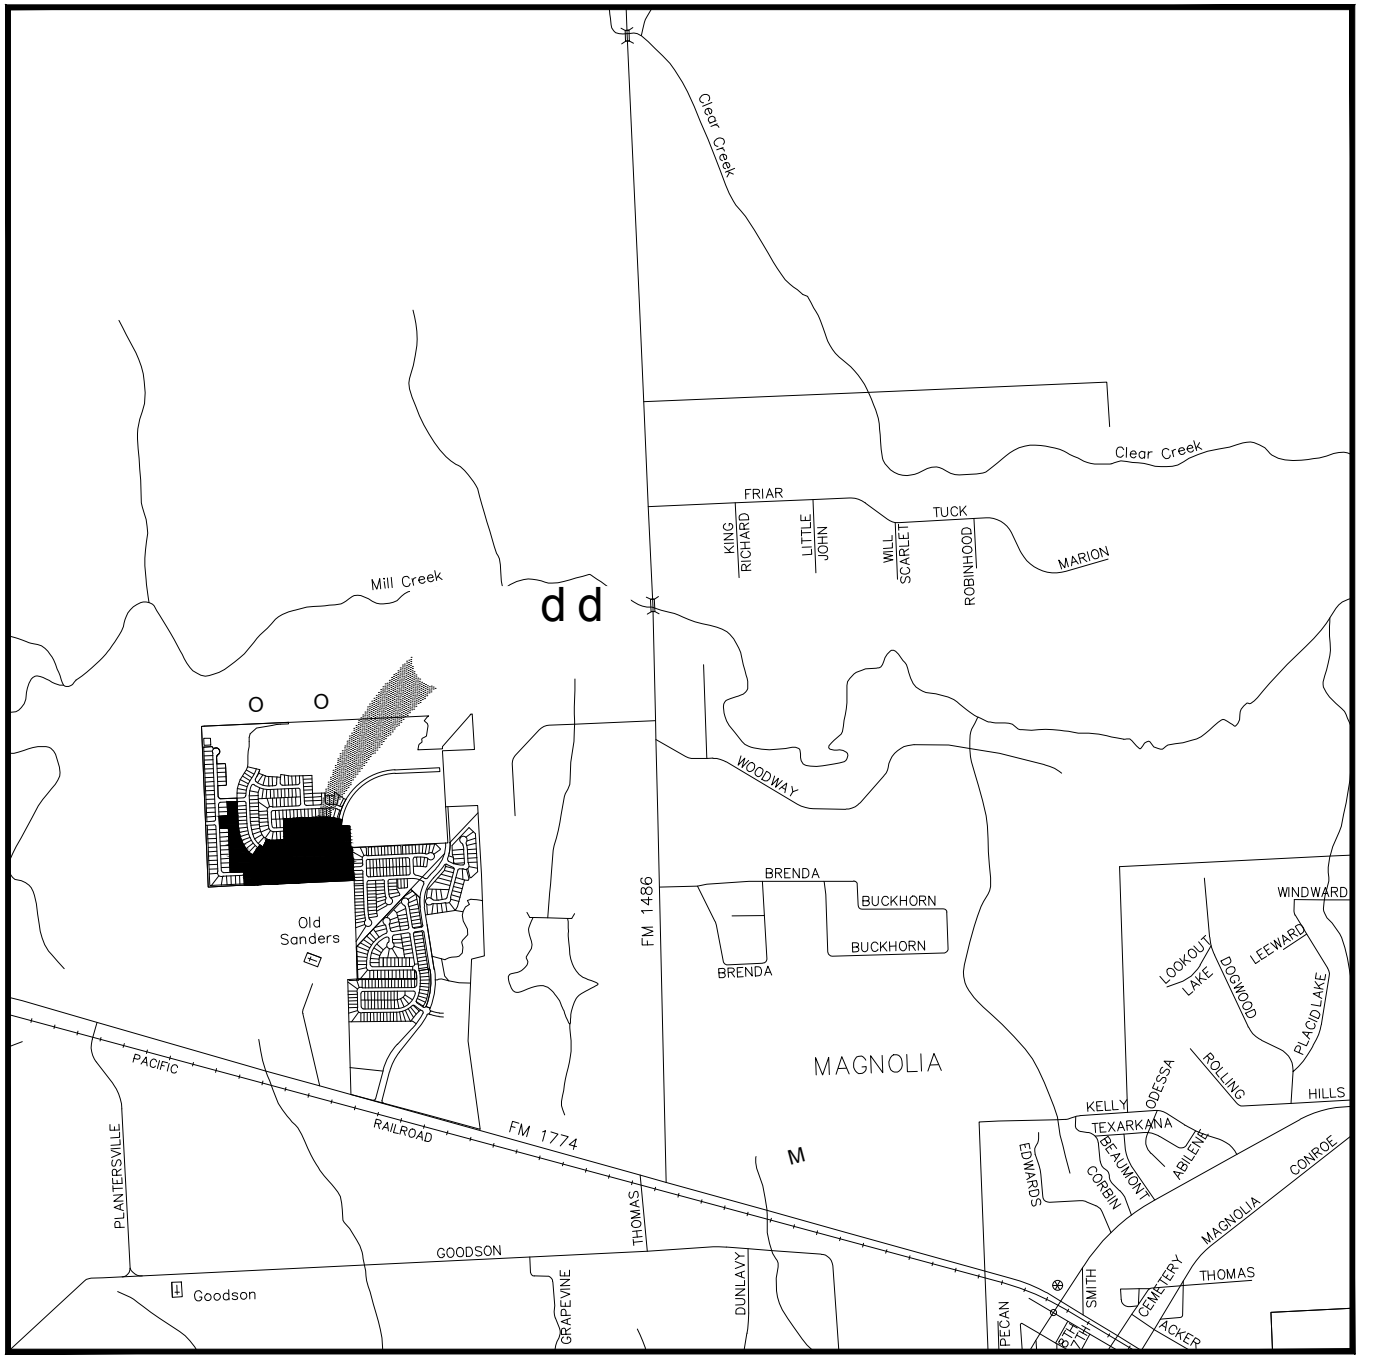 Clear Creek
Clear Creek
FRIAR
TUCK
KING
RICHARD
LITTLE
JOHN
WILL
SCARLET
ROBINHOOD
MARION
Mill Creek
d d
O O
WOODWAY
BRENDA
BUCKHORN
BUCKHORN
BRENDA
FM 1486
WINDWARD
LEEWARD
LOOKOUT
LAKE
DOGWOOD
PLACID LAKE
Old
Sanders
MAGNOLIA
PACIFIC
RAILROAD
FM 1774
ROLLING
HILLS
ODESSA
KELLY
TEXARKANA
ABILENE
BEAUMONT
CORBIN
EDWARDS
M
CONROE
MAGNOLIA
PLANTERSVILLE
THOMAS
GOODSON
Goodson
GRAPEVINE
DUNLAVY
SMITH
CEMETERY
THOMAS
PECAN
8TH
7TH
ACKER